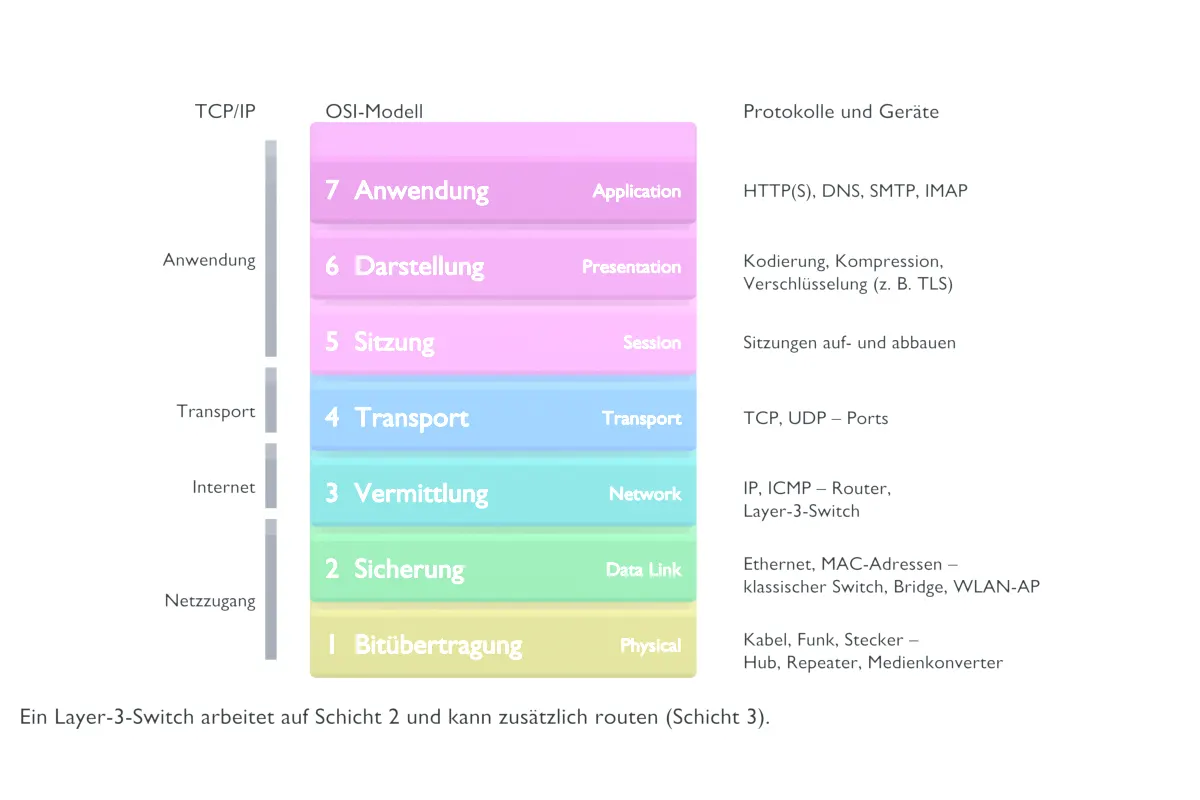 TCP/IP
OSI-Modell
Protokolle und Geräte
7 Anwendung Application
HTTP(S), DNS, SMTP, IMAP
Anwendung
6 Darstellung Presentation
Kodierung, Kompression,
Verschlüsselung (z. B. TLS)
5 Sitzung Session
Sitzungen auf- und abbauen
Transport
4 Transport Transport
TCP, UDP – Ports
Internet
3 Vermittlung Network
IP, ICMP – Router,
Layer-3-Switch
2 Sicherung Data Link
Ethernet, MAC-Adressen –
klassischer Switch, Bridge, WLAN-AP
Netzzugang
1 Bitübertragung Physical
Kabel, Funk, Stecker –
Hub, Repeater, Medienkonverter
Ein Layer-3-Switch arbeitet auf Schicht 2 und kann zusätzlich routen (Schicht 3).